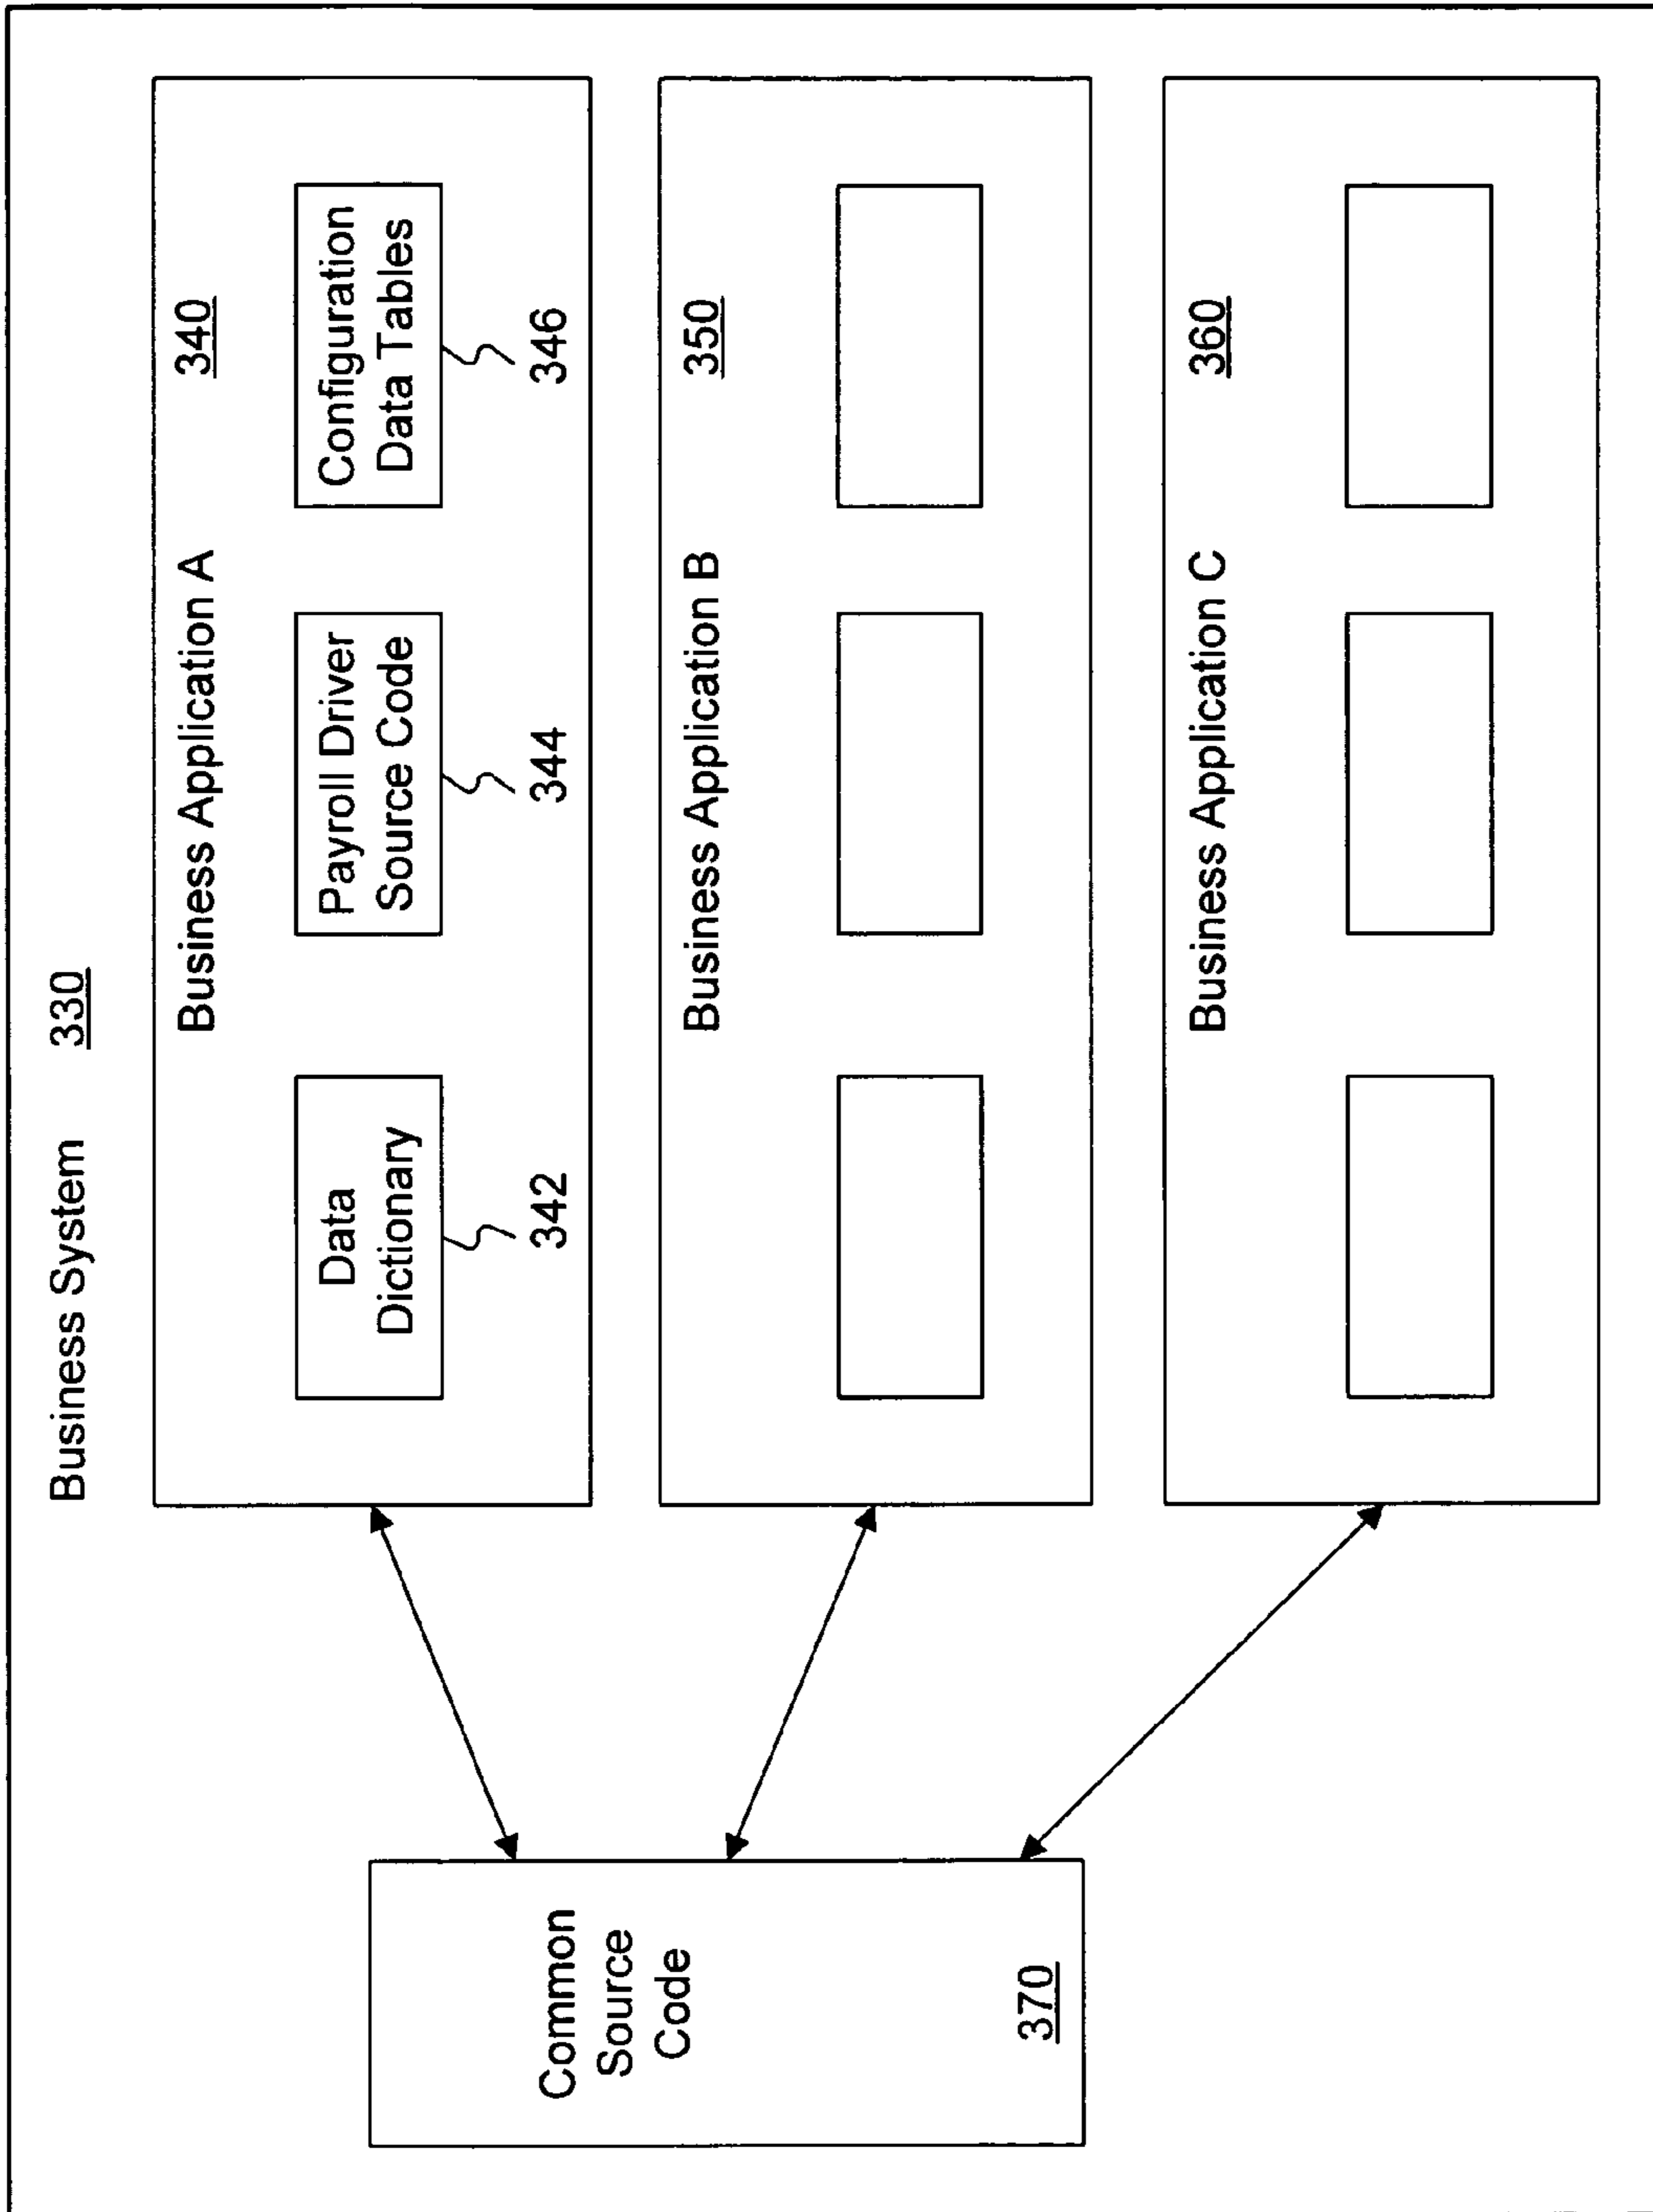 Business System 330
Business Application A 340
Data
Dictionary
342
Payroll Driver
Source Code
344
Configuration
Data Tables
346
Business Application B 350
Business Application C 360
Common
Source
Code
370